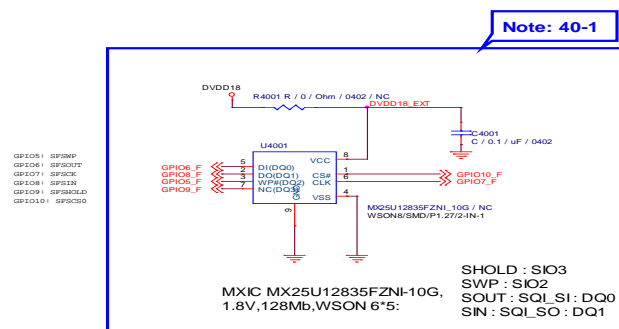 Note: 40-1
DVDD18
R4001 R / 0 / Ohm / 0402 / NC
DVDD18_EXT
C4001
C / 0.1 / uF / 0402
U4001
GPIO5: SFSWP
GPIO6: SFSOUT
GPIO7: SFSCK
GPIO8: SFSIN
GPIO9: SFSHOLD
GPIO10: SFSCS0
GPIO6_F 5 DI(DQ0) VCC 8
GPIO8_F 2 DO(DQ1) CS# 1 GPIO10_F
GPIO5_F 3 WP#(DQ2) CLK 6 GPIO7_F
GPIO9_F 7 NC(DQ3)
VSS 4
9
MX25U12835FZNI_10G / NC
WSON8/SMD/P1.27/2-IN-1
MXIC MX25U12835FZNI-10G,
1.8V,128Mb,WSON 6*5:
SHOLD : SIO3
SWP : SIO2
SOUT : SQI_SI : DQ0
SIN : SQI_SO : DQ1